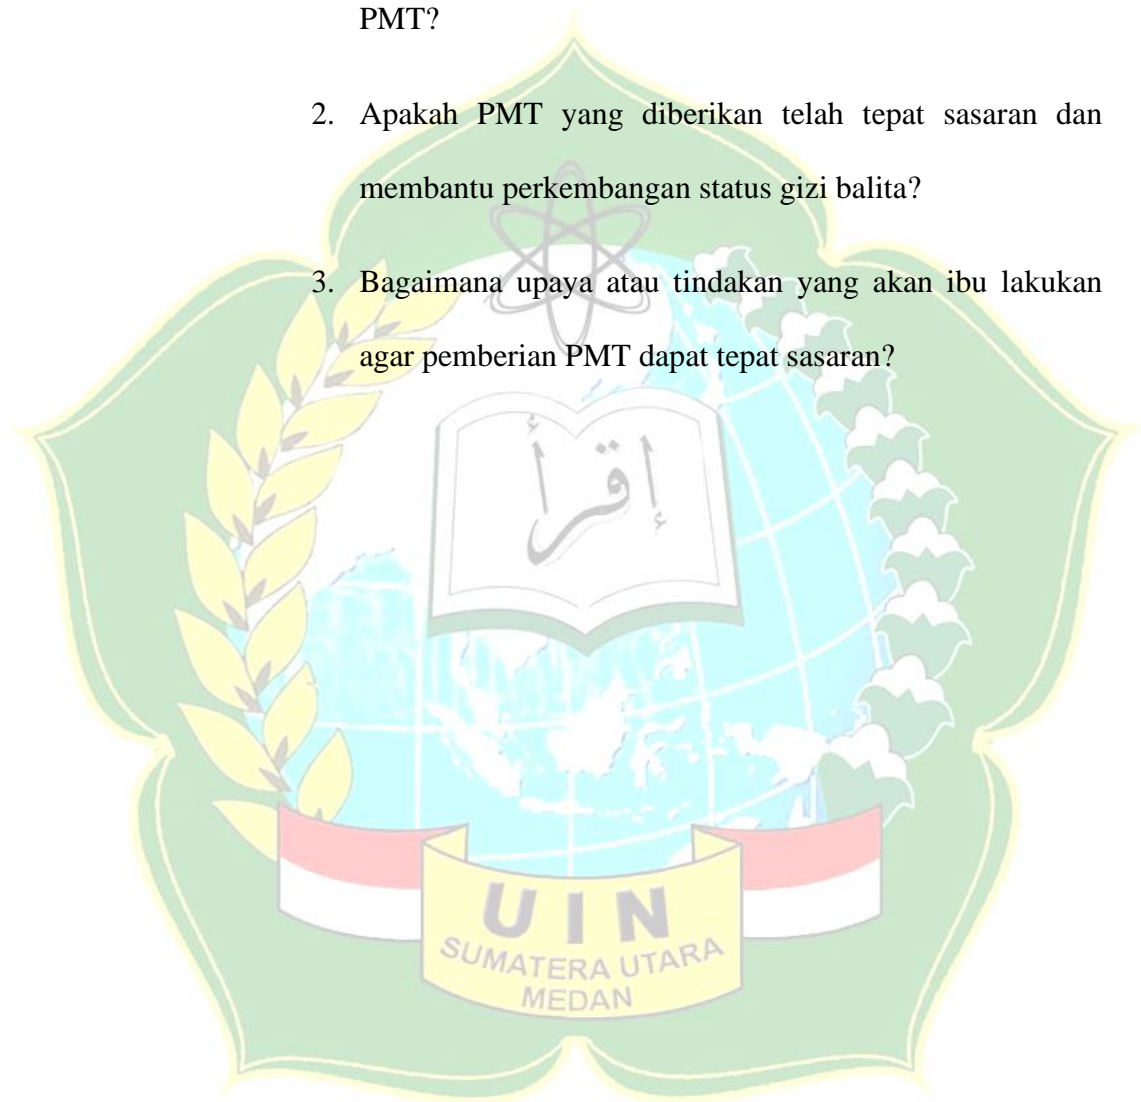 PMT?
2. Apakah PMT yang diberikan telah tepat sasaran dan
membantu perkembangan status gizi balita?
3. Bagaimana upaya atau tindakan yang akan ibu lakukan
agar pemberian PMT dapat tepat sasaran?
إقرأ
UIN
SUMATERA UTARA
MEDAN